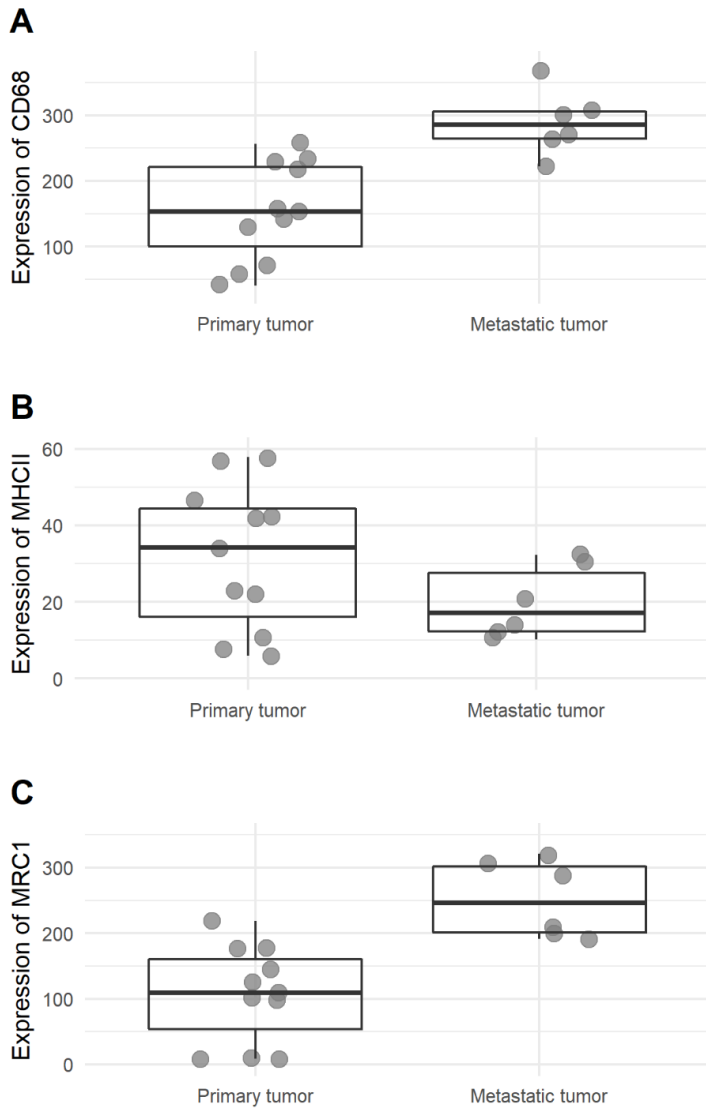 A
Expression of CD68
300
200
100
Primary tumor Metastatic tumor
B
Expression of MHCII
60
40
20
0
Primary tumor Metastatic tumor
C
Expression of MRC1
300
200
100
0
Primary tumor Metastatic tumor